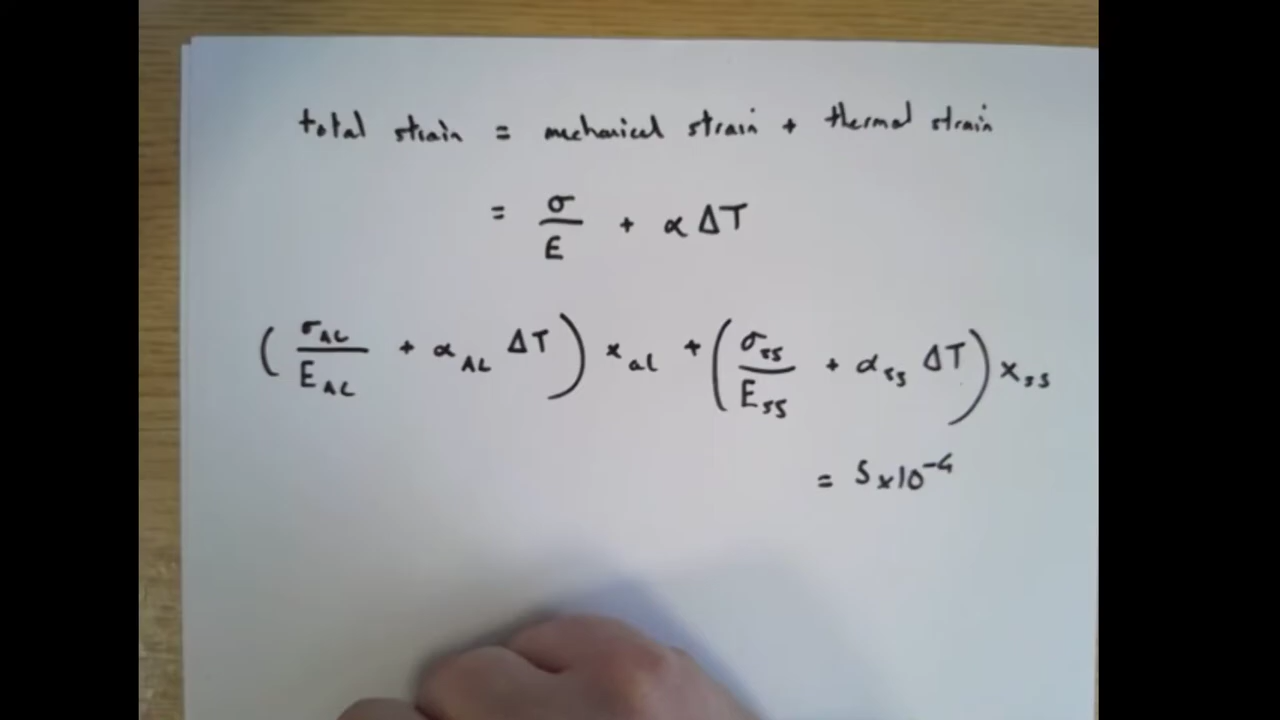 total strain = mechanical strain + thermal strain
= σ/E + α ΔT
(σ_AL/E_AL + α_AL ΔT) x_al + (σ_ss/E_ss + α_ss ΔT) x_ss
= 5x10^-4